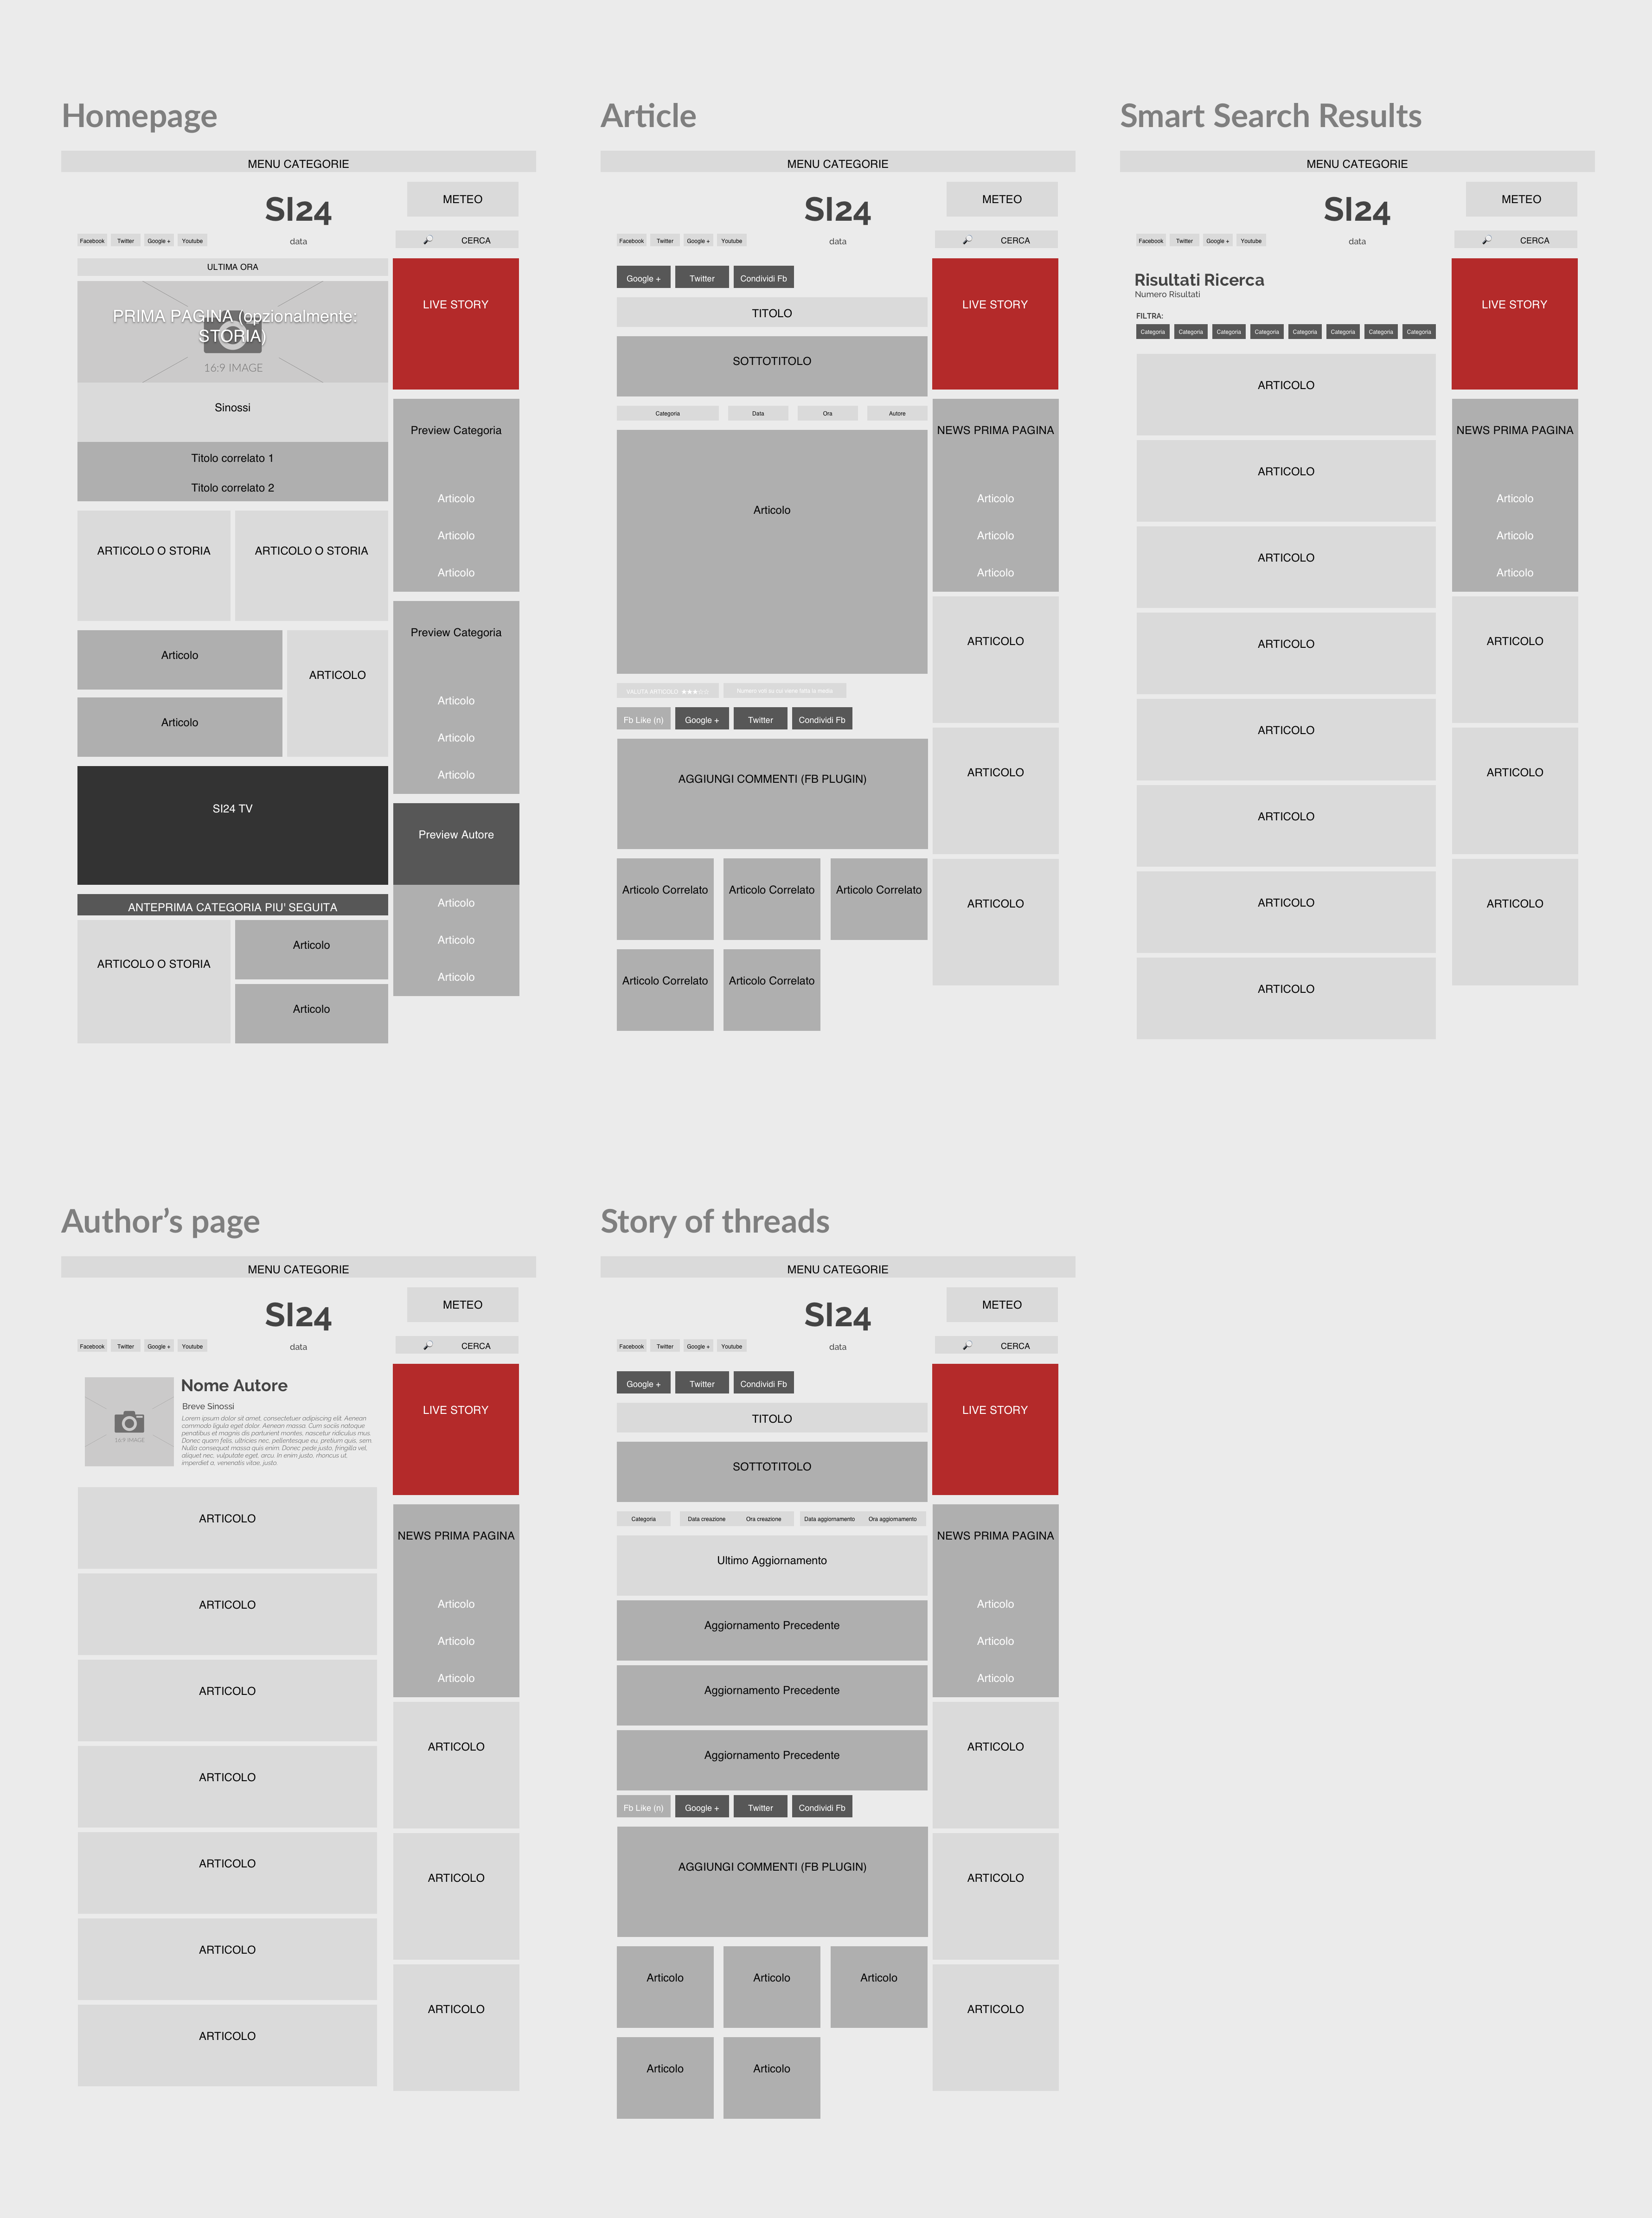 Homepage
MENU CATEGORIE
SI24
METEO
Facebook Twitter Google + Youtube
data
CERCA
ULTIMA ORA
PRIMA PAGINA (opzionalmente:
STORIA)
16:9 IMAGE
Sinossi
Titolo correlato 1
Titolo correlato 2
ARTICOLO O STORIA
ARTICOLO O STORIA
Articolo
Articolo
ARTICOLO
SI24 TV
ANTEPRIMA CATEGORIA PIU' SEGUITA
ARTICOLO O STORIA
Articolo
Articolo
LIVE STORY
Preview Categoria
Articolo
Articolo
Articolo
Preview Categoria
Articolo
Articolo
Articolo
Preview Autore
Articolo
Articolo
Articolo
Article
MENU CATEGORIE
SI24
METEO
Facebook Twitter Google + Youtube
data
CERCA
Google + Twitter Condividi Fb
TITOLO
SOTTOTITOLO
Categoria Data Ora Autore
Articolo
VALUTA ARTICOLO ★★★☆☆ Numero voti su cui viene fatta la media
Fb Like (n) Google + Twitter Condividi Fb
AGGIUNGI COMMENTI (FB PLUGIN)
Articolo Correlato Articolo Correlato Articolo Correlato
Articolo Correlato Articolo Correlato
LIVE STORY
NEWS PRIMA PAGINA
Articolo
Articolo
Articolo
ARTICOLO
ARTICOLO
ARTICOLO
Smart Search Results
MENU CATEGORIE
SI24
METEO
Facebook Twitter Google + Youtube
data
CERCA
Risultati Ricerca
Numero Risultati
FILTRA:
Categoria Categoria Categoria Categoria Categoria Categoria Categoria Categoria
ARTICOLO
ARTICOLO
ARTICOLO
ARTICOLO
ARTICOLO
ARTICOLO
ARTICOLO
ARTICOLO
LIVE STORY
NEWS PRIMA PAGINA
Articolo
Articolo
Articolo
ARTICOLO
ARTICOLO
ARTICOLO
Author's page
MENU CATEGORIE
SI24
METEO
Facebook Twitter Google + Youtube
data
CERCA
16:9 IMAGE
Nome Autore
Breve Sinossi
Lorem ipsum dolor sit amet, consectetuer adipiscing elit. Aenean
commodo ligula eget dolor. Aenean massa. Cum sociis natoque
penatibus et magnis dis parturient montes, nascetur ridiculus mus.
Donec quam felis, ultricies nec, pellentesque eu, pretium quis, sem.
Nulla consequat massa quis enim. Donec pede justo, fringilla vel,
aliquet nec, vulputate eget, arcu. In enim justo, rhoncus ut,
imperdiet a, venenatis vitae, justo.
ARTICOLO
ARTICOLO
ARTICOLO
ARTICOLO
ARTICOLO
ARTICOLO
ARTICOLO
LIVE STORY
NEWS PRIMA PAGINA
Articolo
Articolo
Articolo
ARTICOLO
ARTICOLO
ARTICOLO
Story of threads
MENU CATEGORIE
SI24
METEO
Facebook Twitter Google + Youtube
data
CERCA
Google + Twitter Condividi Fb
TITOLO
SOTTOTITOLO
Categoria Data creazione Ora creazione Data aggiornamento Ora aggiornamento
Ultimo Aggiornamento
Aggiornamento Precedente
Aggiornamento Precedente
Aggiornamento Precedente
Fb Like (n) Google + Twitter Condividi Fb
AGGIUNGI COMMENTI (FB PLUGIN)
Articolo Articolo Articolo
Articolo Articolo
LIVE STORY
NEWS PRIMA PAGINA
Articolo
Articolo
Articolo
ARTICOLO
ARTICOLO
ARTICOLO